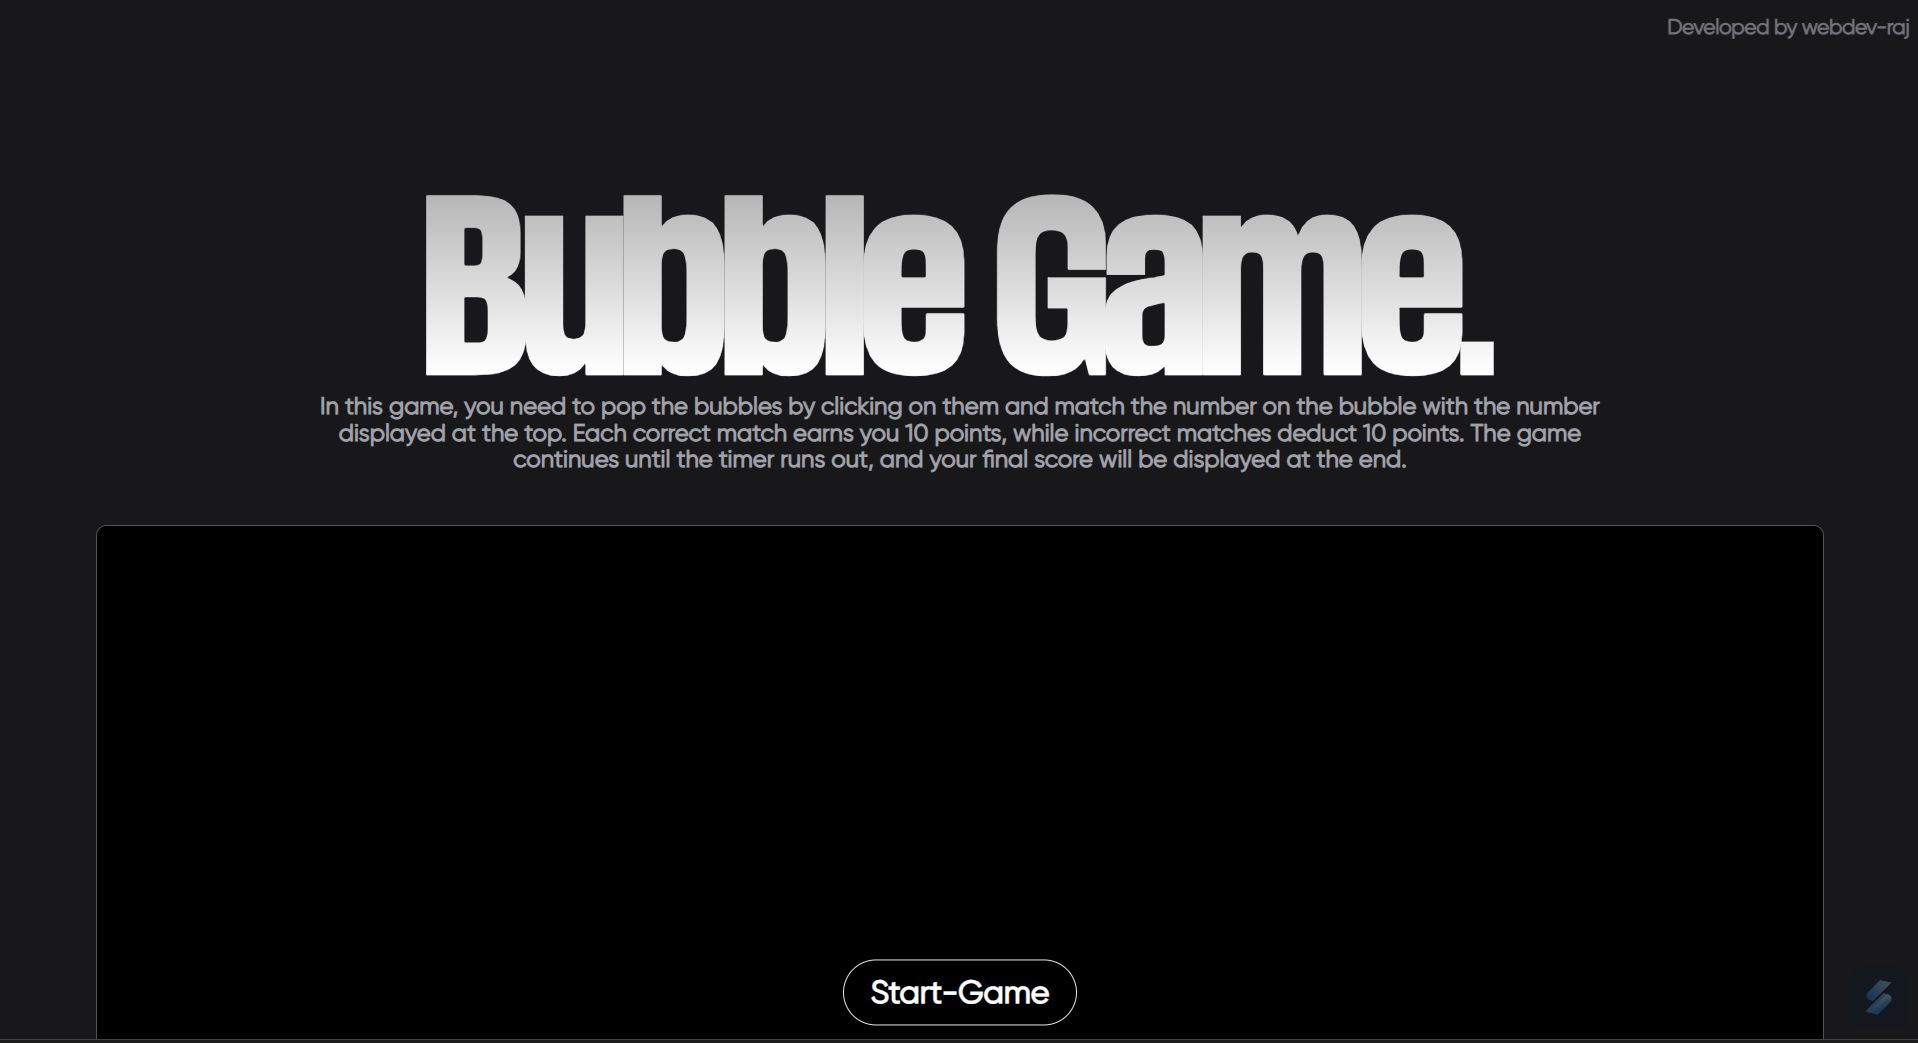 Developed by webdev-raj
Bubble Game.
In this game, you need to pop the bubbles by clicking on them and match the number on the bubble with the number
displayed at the top. Each correct match earns you 10 points, while incorrect matches deduct 10 points. The game
continues until the timer runs out, and your final score will be displayed at the end.
Start-Game